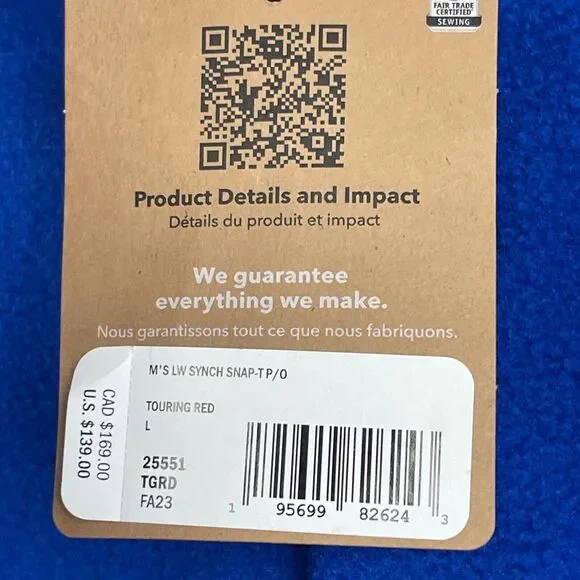 FAIR TRADE
CERTIFIED
SEWING
Product Details and Impact
Détails du produit et impact
We guarantee
everything we make.
Nous garantissons tout ce que nous fabriquons.
M'S LW SYNCH SNAP-T P/O
TOURING RED
L
25551
TGRD
FA23
CAD $169.00
U.S. $139.00
1 95699 82624 3